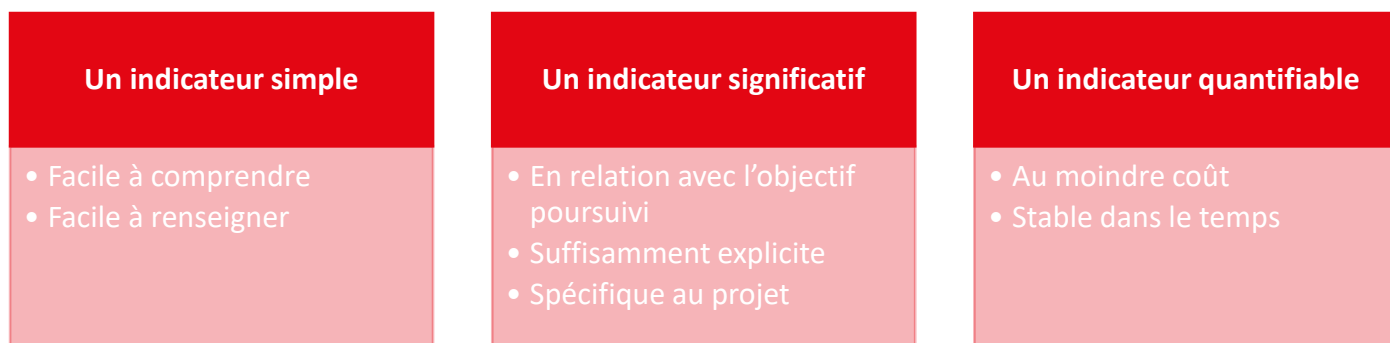 Un indicateur simple
• Facile à comprendre
• Facile à renseigner
Un indicateur significatif
• En relation avec l’objectif
poursuivi
• Suffisamment explicite
• Spécifique au projet
Un indicateur quantifiable
• Au moindre coût
• Stable dans le temps